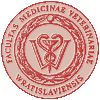 FACULTAS MEDICINAE VETERINARIAE
WRATISLAVIENSIS